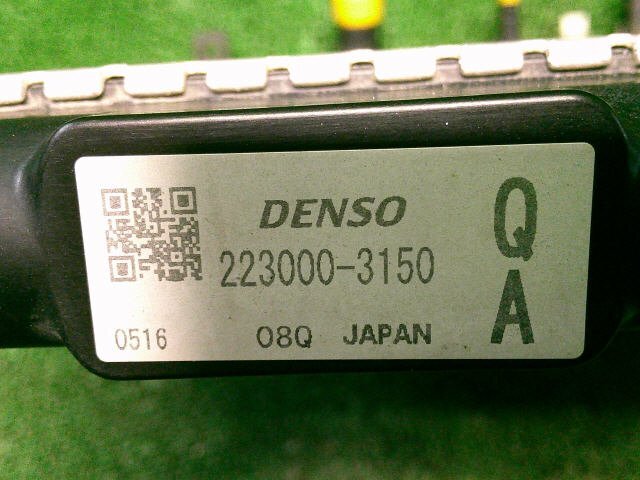 DENSO
223000-3150
Q
A
0516 08Q JAPAN